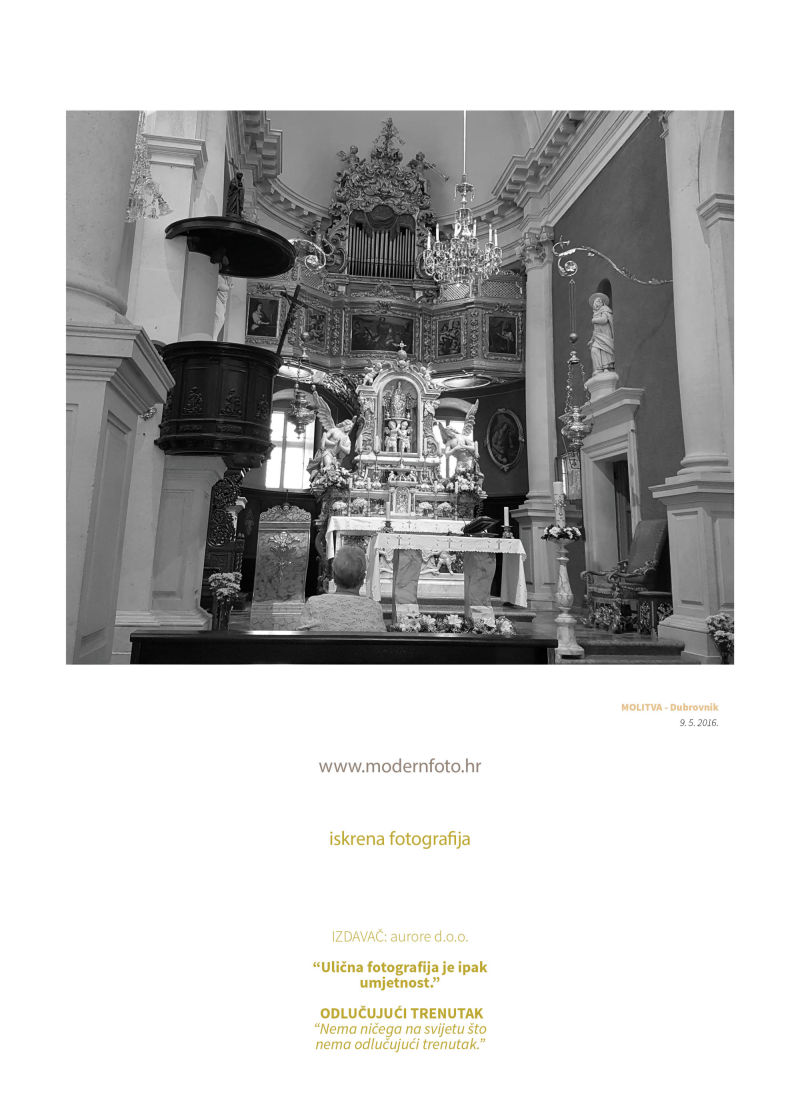 MOLITVA - Dubrovnik
9. 5. 2016.
www.modernfoto.hr
iskrena fotografija
IZDAVAČ: aurore d.o.o.
“Ulična fotografija je ipak
umjetnost.”
ODLUČUJUĆI TRENUTAK
“Nema ničega na svijetu što
nema odlučujući trenutak.”